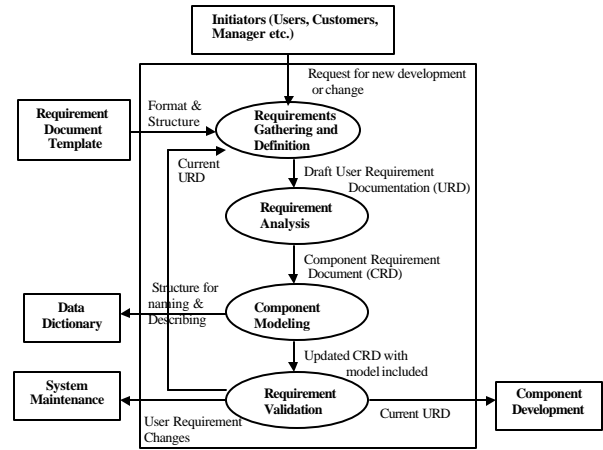 Initiators (Users, Customers,
Manager etc.)
Request for new development
or change
Requirement
Document
Template
Format &
Structure
Requirements
Gathering and
Definition
Current
URD
Draft User Requirement
Documentation (URD)
Requirement
Analysis
Component Requirement
Document (CRD)
Structure for
naming &
Describing
Data
Dictionary
Component
Modeling
Updated CRD with
model included
System
Maintenance
Requirement
Validation
Component
Development
User Requirement
Changes
Current URD